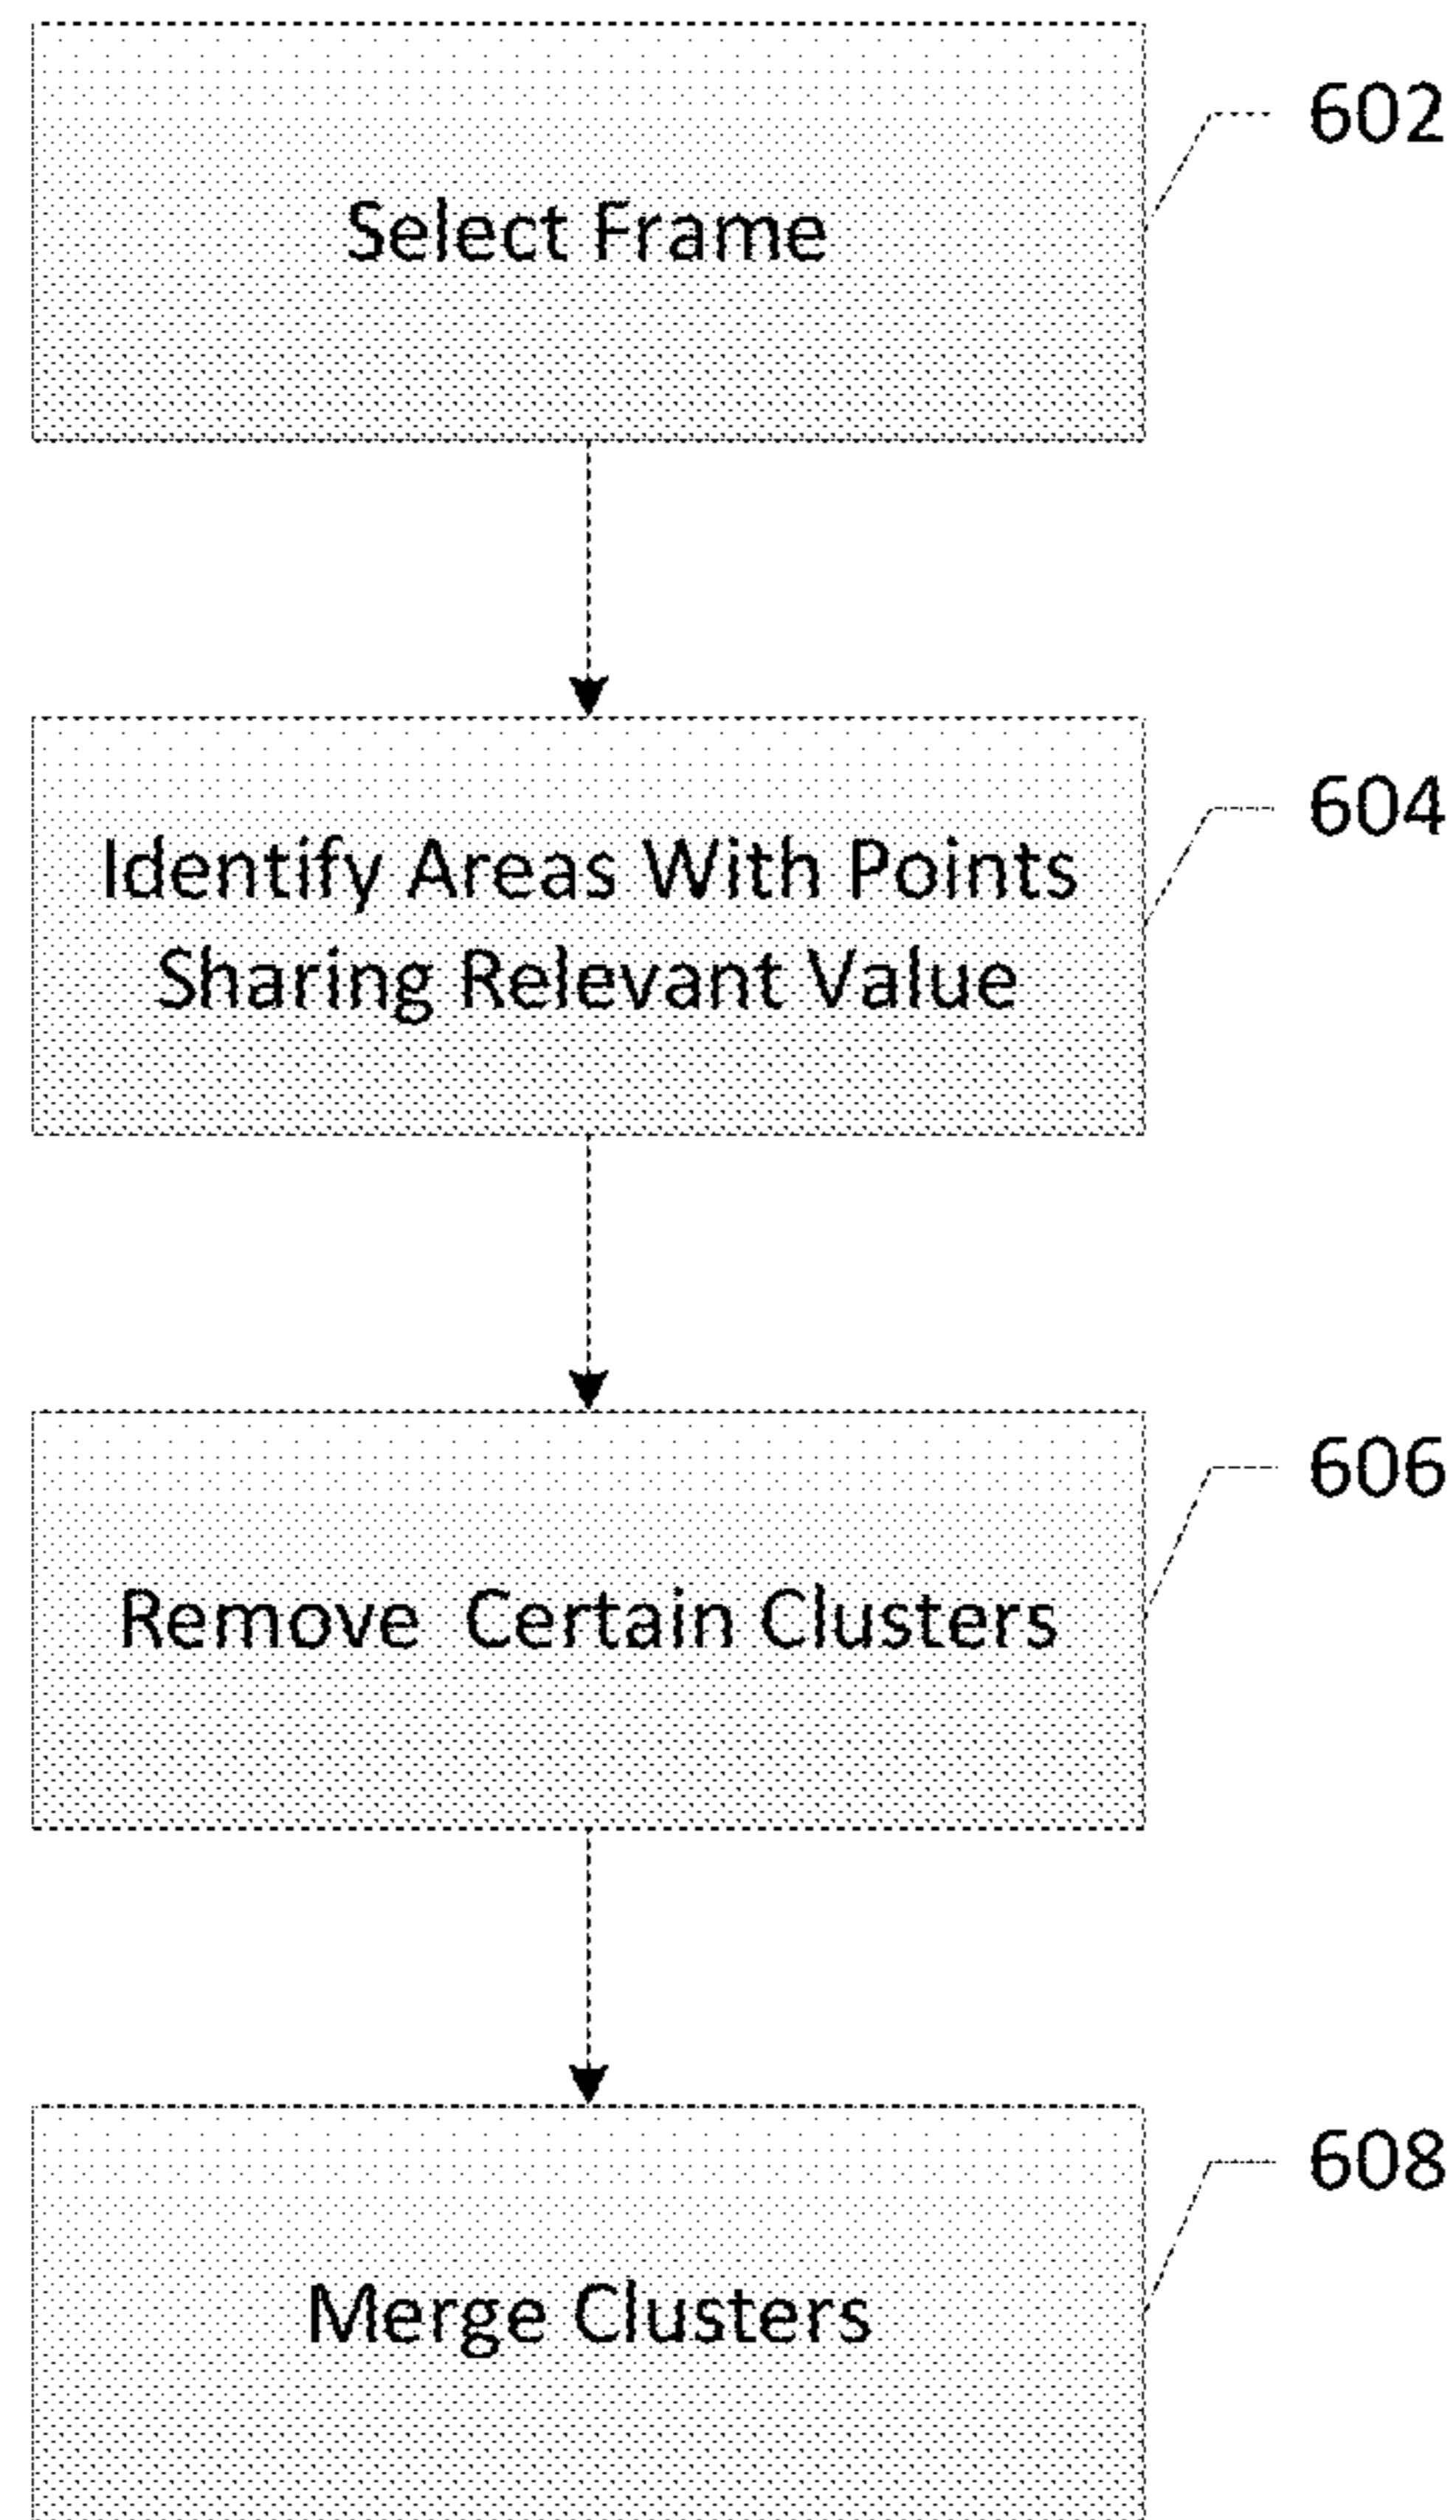 602
Select Frame
604
Identify Areas With Points
Sharing Relevant Value
606
Remove  Certain Clusters
608
Merge Clusters